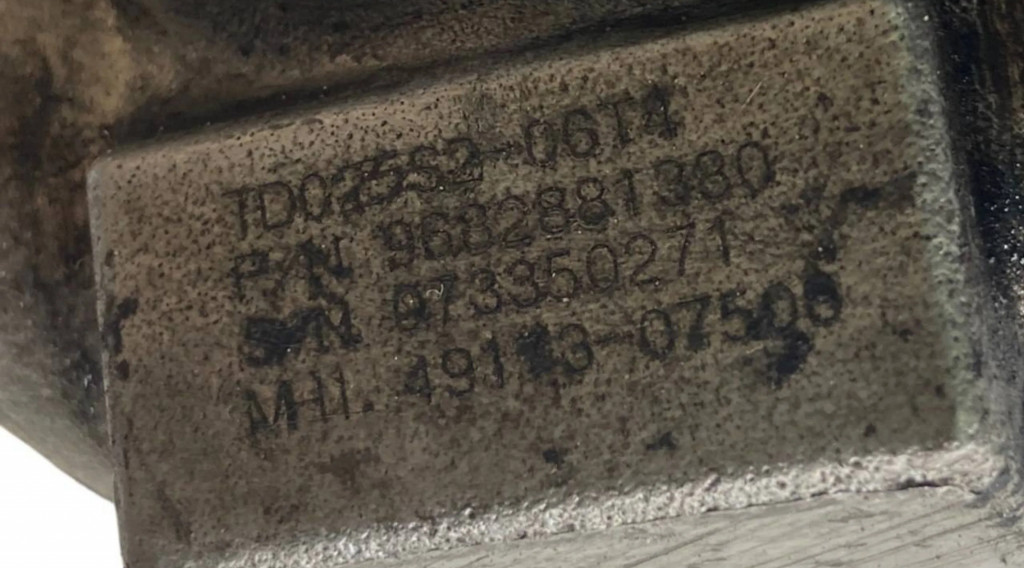 TD025S2-06T4
P/N 9682881380
S/N 073350271
MHI. 49173-07506